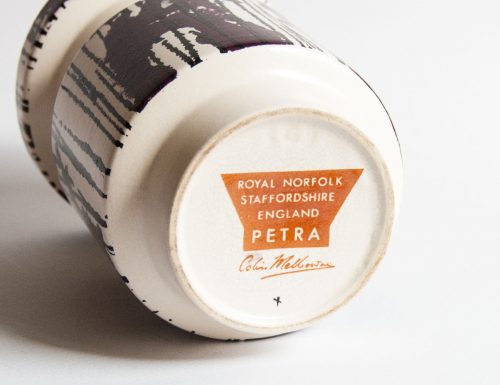 ROYAL NORFOLK
STAFFORDSHIRE
ENGLAND
PETRA
Colin Melbourne
x